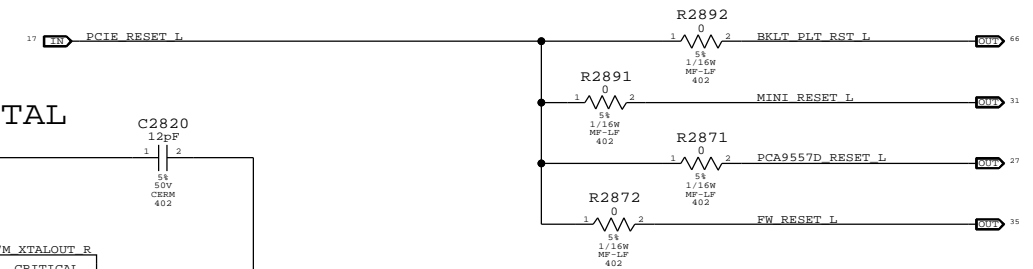 R2892
0
17 IN PCIE_RESET_L 1 2 BKLT_PLT_RST_L OUT 66
5%
1/16W
MF-LF
402
R2891
0
1 2 MINI_RESET_L OUT 31
5%
1/16W
MF-LF
402
TAL
C2820
12pF
1 2
5%
50V
CERM
402
R2871
0
1 2 PCA9557D_RESET_L OUT 27
5%
1/16W
MF-LF
402
R2872
0
1 2 FW_RESET_L OUT 35
5%
1/16W
MF-LF
402
M_XTALOUT_R
CRITICAL